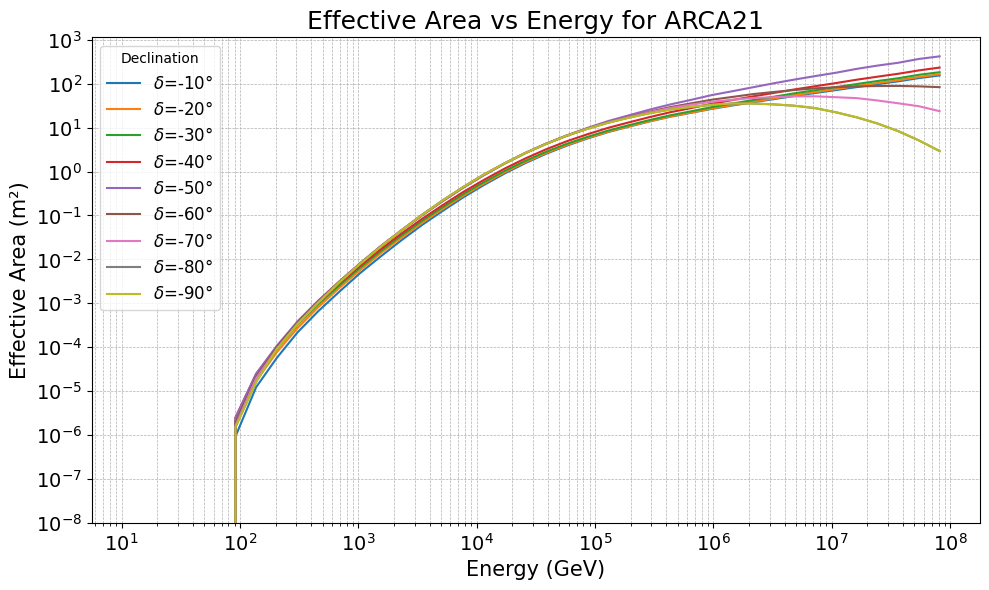 Effective Area vs Energy for ARCA21
Effective Area (m²)
10³
10²
10¹
10⁰
10⁻¹
10⁻²
10⁻³
10⁻⁴
10⁻⁵
10⁻⁶
10⁻⁷
10⁻⁸
Declination
δ=-10°
δ=-20°
δ=-30°
δ=-40°
δ=-50°
δ=-60°
δ=-70°
δ=-80°
δ=-90°
10¹ 10² 10³ 10⁴ 10⁵ 10⁶ 10⁷ 10⁸
Energy (GeV)